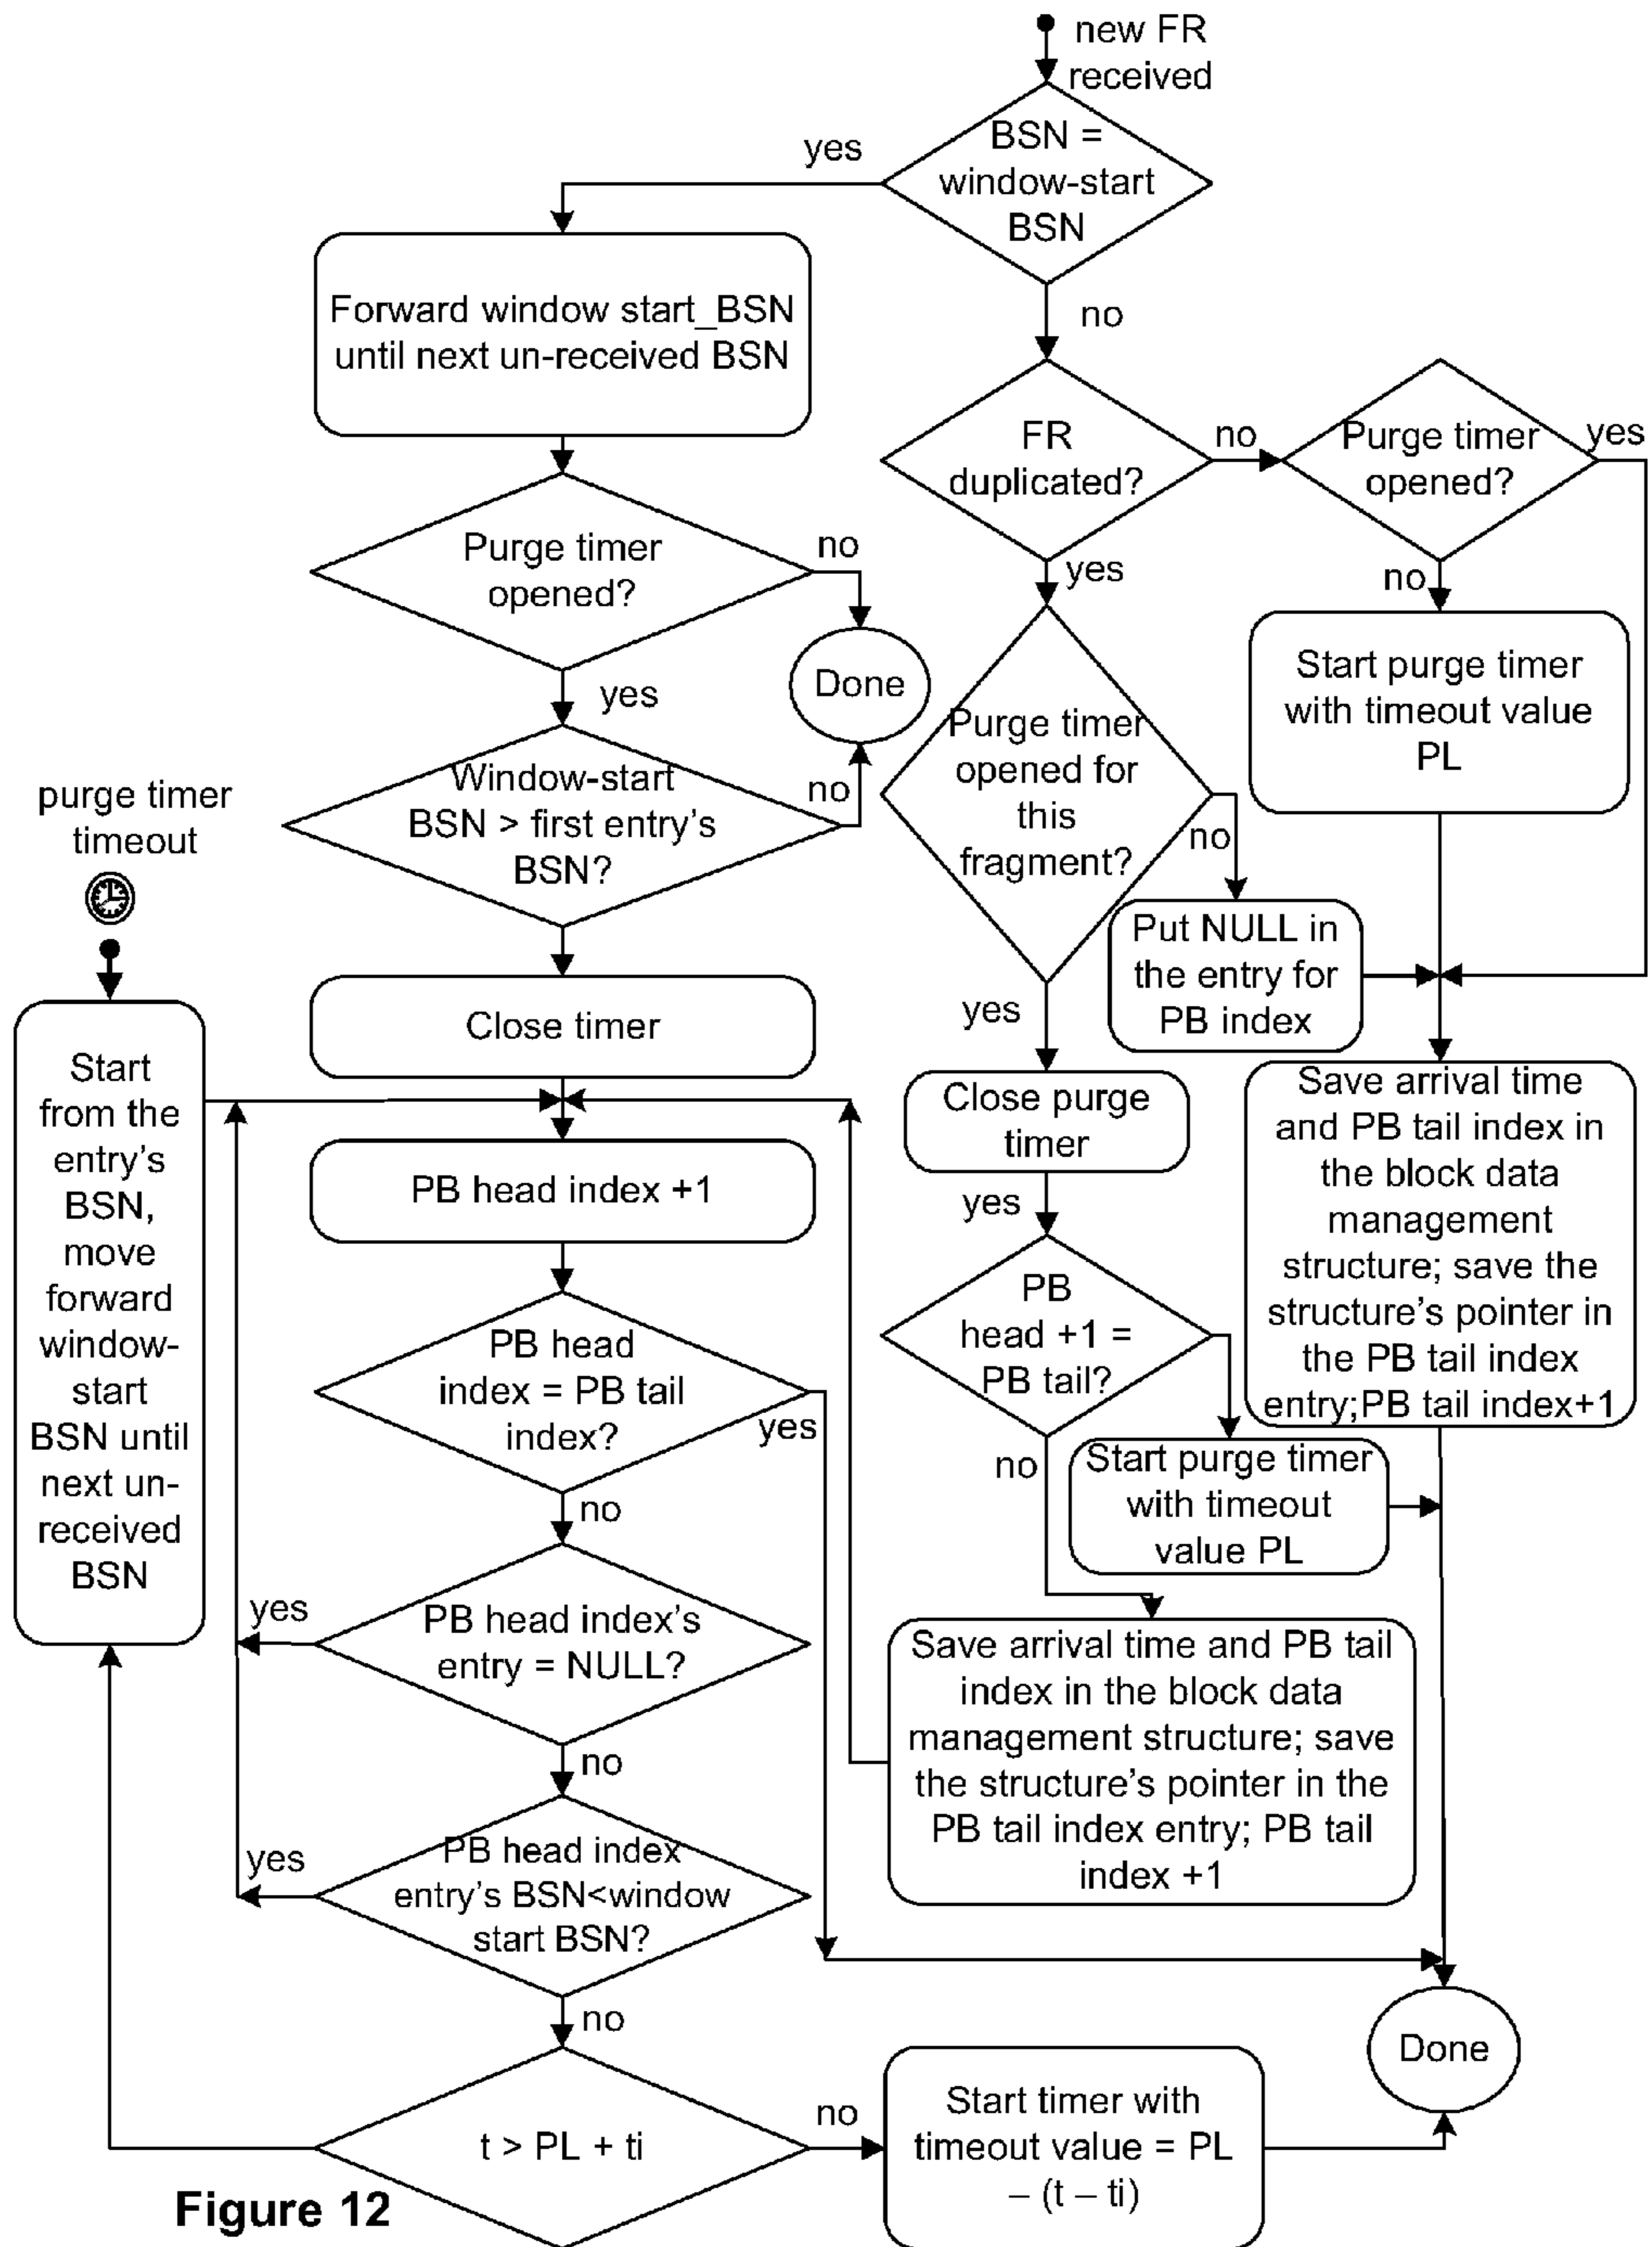 new FR
received
BSN =
window-start
BSN
yes
no
Forward window start_BSN
until next un-received BSN
FR
duplicated?
no
yes
Purge timer
opened?
yes
no
Purge timer
opened?
no
yes
Done
Start purge timer
with timeout value
PL
Purge timer
opened for
this
fragment?
no
yes
Window-start
BSN > first entry's
BSN?
no
purge timer
timeout
Put NULL in
the entry for
PB index
Close timer
Start
from the
entry's
BSN,
move
forward
window-
start
BSN until
next un-
received
BSN
Close purge
timer
yes
Save arrival time
and PB tail index in
the block data
management
structure; save the
structure's pointer in
the PB tail index
entry;PB tail index+1
PB head index +1
PB
head +1 =
PB tail?
no
PB head
index = PB tail
index?
yes
no
Start purge timer
with timeout
value PL
PB head index's
entry = NULL?
yes
no
Save arrival time and PB tail
index in the block data
management structure; save
the structure's pointer in the
PB tail index entry; PB tail
index +1
PB head index
entry's BSN<window
start BSN?
yes
no
Done
t > PL + ti
no
Start timer with
timeout value = PL
– (t – ti)
Figure 12